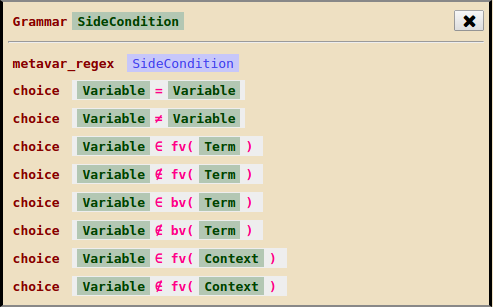 Grammar SideCondition
metavar_regex SideCondition
choice Variable = Variable
choice Variable ≠ Variable
choice Variable ∈ fv( Term )
choice Variable ∉ fv( Term )
choice Variable ∈ bv( Term )
choice Variable ∉ bv( Term )
choice Variable ∈ fv( Context )
choice Variable ∉ fv( Context )